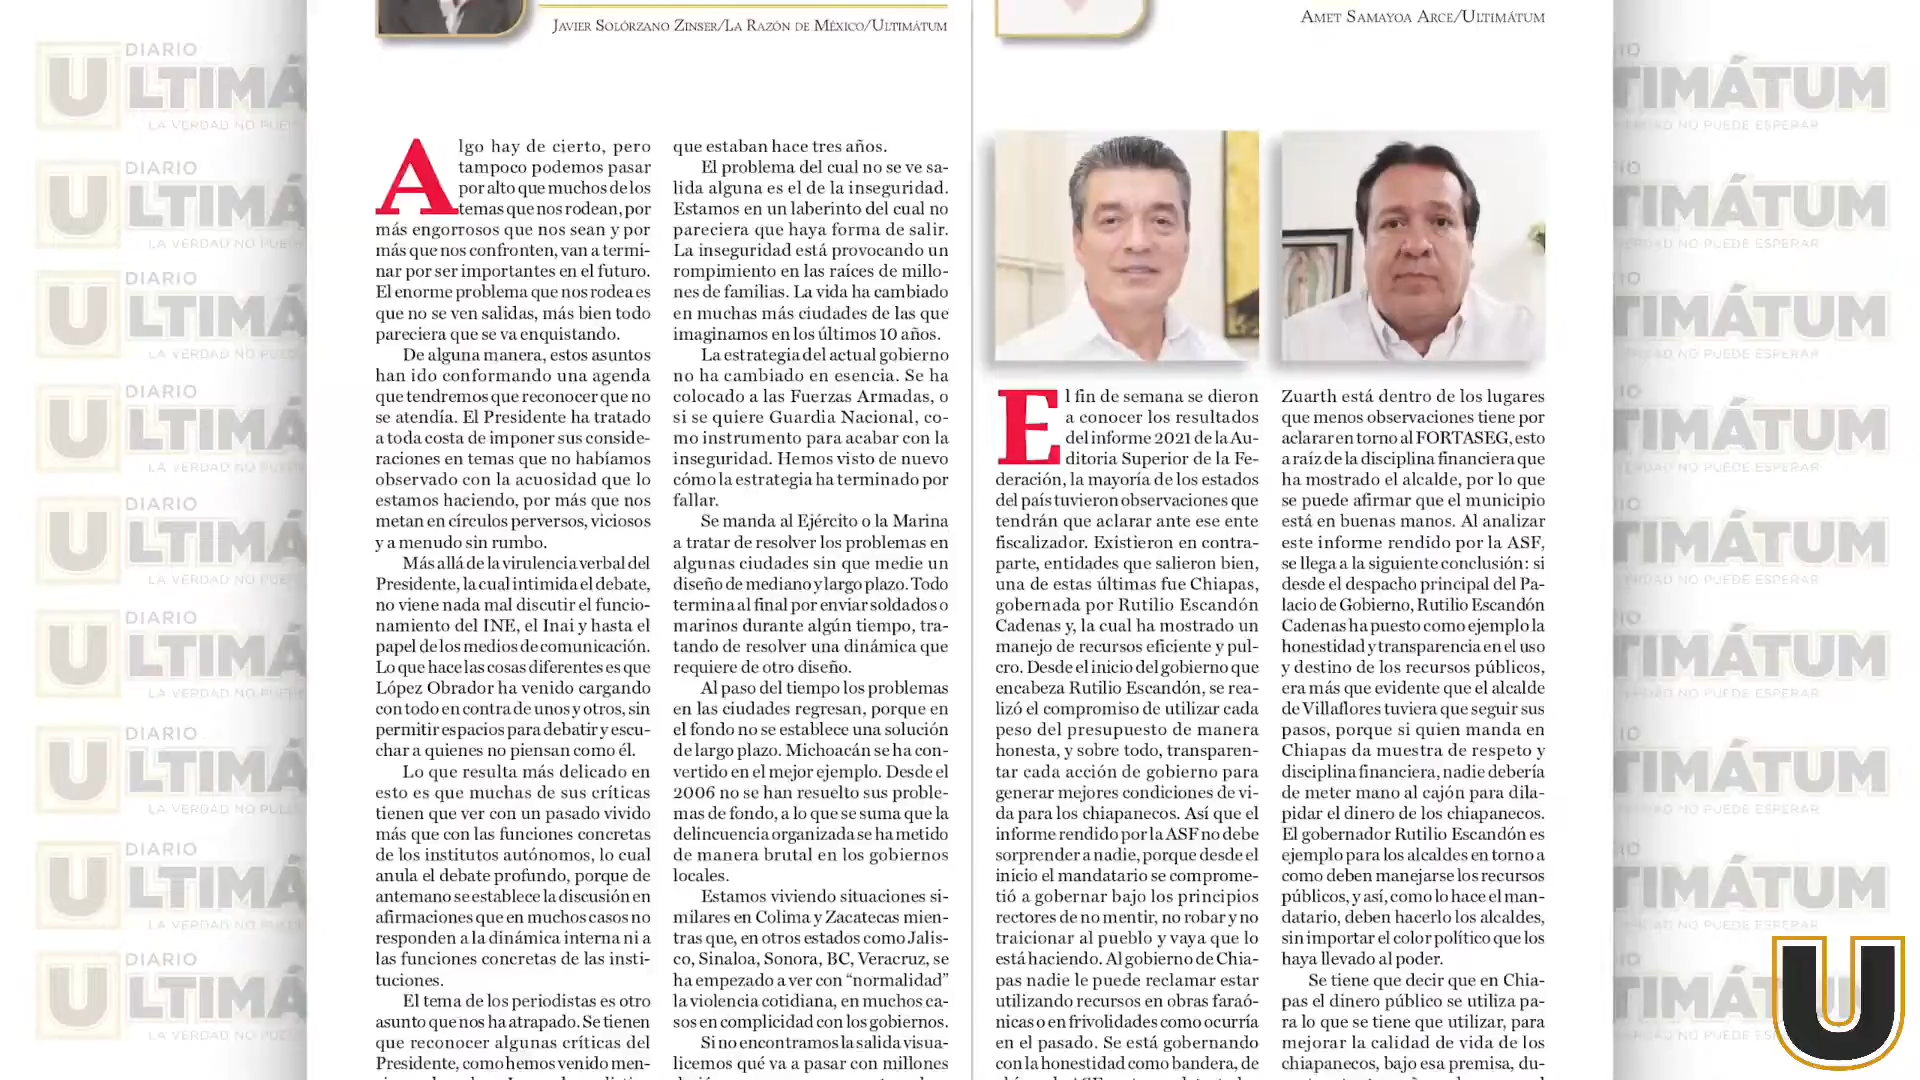 JAVIER SOLÓRZANO ZINSER/LA RAZÓN DE MÉXICO/ULTIMÁTUM
Algo hay de cierto, pero
tampoco podemos pasar
por alto que muchos de los
temas que nos rodean, por
más engorrosos que nos sean y por
más que nos confronten, van a termi-
nar por ser importantes en el futuro.
El enorme problema que nos rodea es
que no se ven salidas, más bien todo
pareciera que se va enquistando.
De alguna manera, estos asuntos
han ido conformando una agenda
que tendremos que reconocer que no
se atendía. El Presidente ha tratado
a toda costa de imponer sus conside-
raciones en temas que no habíamos
observado con la acuosidad que lo
estamos haciendo, por más que nos
metan en círculos perversos, viciosos
y a menudo sin rumbo.
Más allá de la virulencia verbal del
Presidente, la cual intimida el debate,
no viene nada mal discutir el funcio-
namiento del INE, el Inai y hasta el
papel de los medios de comunicación.
Lo que hace las cosas diferentes es que
López Obrador ha venido cargando
con todo en contra de unos y otros, sin
permitir espacios para debatir y escu-
char a quienes no piensan como él.
Lo que resulta más delicado en
esto es que muchas de sus críticas
tienen que ver con un pasado vivido
más que con las funciones concretas
de los institutos autónomos, lo cual
anula el debate profundo, porque de
antemano se establece la discusión en
afirmaciones que en muchos casos no
responden a la dinámica interna ni a
las funciones concretas de las insti-
tuciones.
El tema de los periodistas es otro
asunto que nos ha atrapado. Se tienen
que reconocer algunas críticas del
Presidente, como hemos venido men-
que estaban hace tres años.
El problema del cual no se ve sa-
lida alguna es el de la inseguridad.
Estamos en un laberinto del cual no
pareciera que haya forma de salir.
La inseguridad está provocando un
rompimiento en las raíces de millo-
nes de familias. La vida ha cambiado
en muchas más ciudades de las que
imaginamos en los últimos 10 años.
La estrategia del actual gobierno
no ha cambiado en esencia. Se ha
colocado a las Fuerzas Armadas, o
si se quiere Guardia Nacional, co-
mo instrumento para acabar con la
inseguridad. Hemos visto de nuevo
cómo la estrategia ha terminado por
fallar.
Se manda al Ejército o la Marina
a tratar de resolver los problemas en
algunas ciudades sin que medie un
diseño de mediano y largo plazo. Todo
termina al final por enviar soldados o
marinos durante algún tiempo, tra-
tando de resolver una dinámica que
requiere de otro diseño.
Al paso del tiempo los problemas
en las ciudades regresan, porque en
el fondo no se establece una solución
de largo plazo. Michoacán se ha con-
vertido en el mejor ejemplo. Desde el
2006 no se han resuelto sus proble-
mas de fondo, a lo que se suma que la
delincuencia organizada se ha metido
de manera brutal en los gobiernos
locales.
Estamos viviendo situaciones si-
milares en Colima y Zacatecas mien-
tras que, en otros estados como Jalis-
co, Sinaloa, Sonora, BC, Veracruz, se
ha empezado a ver con “normalidad”
la violencia cotidiana, en muchos ca-
sos en complicidad con los gobiernos.
Si no encontramos la salida visua-
licemos qué va a pasar con millones
AMET SAMAYOA ARCE/ULTIMÁTUM
El fin de semana se dieron
a conocer los resultados
del informe 2021 de la Au-
ditoria Superior de la Fe-
deración, la mayoría de los estados
del país tuvieron observaciones que
tendrán que aclarar ante ese ente
fiscalizador. Existieron en contra-
parte, entidades que salieron bien,
una de estas últimas fue Chiapas,
gobernada por Rutilio Escandón
Cadenas y, la cual ha mostrado un
manejo de recursos eficiente y pul-
cro. Desde el inicio del gobierno que
encabeza Rutilio Escandón, se rea-
lizó el compromiso de utilizar cada
peso del presupuesto de manera
honesta, y sobre todo, transparen-
tar cada acción de gobierno para
generar mejores condiciones de vi-
da para los chiapanecos. Así que el
informe rendido por la ASF no debe
sorprender a nadie, porque desde el
inicio el mandatario se comprome-
tió a gobernar bajo los principios
rectores de no mentir, no robar y no
traicionar al pueblo y vaya que lo
está haciendo. Al gobierno de Chia-
pas nadie le puede reclamar estar
utilizando recursos en obras faraó-
nicas o en frivolidades como ocurría
en el pasado. Se está gobernando
con la honestidad como bandera, de
Zuarth está dentro de los lugares
que menos observaciones tiene por
aclarar en torno al FORTASEG, esto
a raíz de la disciplina financiera que
ha mostrado el alcalde, por lo que
se puede afirmar que el municipio
está en buenas manos. Al analizar
este informe rendido por la ASF,
se llega a la siguiente conclusión: si
desde el despacho principal del Pa-
lacio de Gobierno, Rutilio Escandón
Cadenas ha puesto como ejemplo la
honestidad y transparencia en el uso
y destino de los recursos públicos,
era más que evidente que el alcalde
de Villaflores tuviera que seguir sus
pasos, porque si quien manda en
Chiapas da muestra de respeto y
disciplina financiera, nadie debería
de meter mano al cajón para dila-
pidar el dinero de los chiapanecos.
El gobernador Rutilio Escandón es
ejemplo para los alcaldes en torno a
como deben manejarse los recursos
públicos, y así, como lo hace el man-
datario, deben hacerlo los alcaldes,
sin importar el color político que los
haya llevado al poder.
Se tiene que decir que en Chia-
pas el dinero público se utiliza pa-
ra lo que se tiene que utilizar, para
mejorar la calidad de vida de los
chiapanecos, bajo esa premisa, du-
U